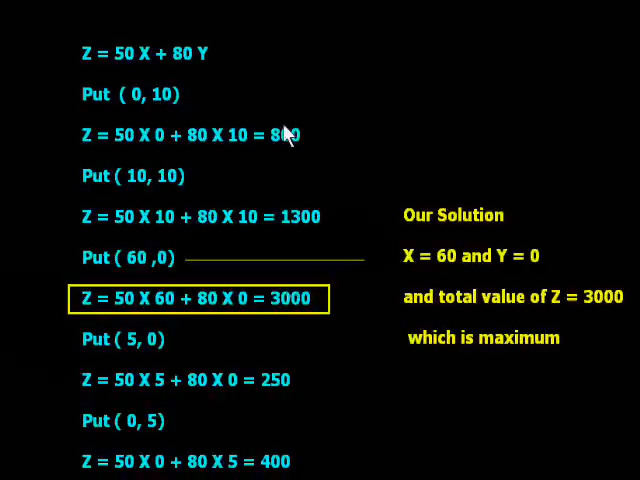 Z = 50 X + 80 Y
Put ( 0, 10)
Z = 50 X 0 + 80 X 10 = 800
Put ( 10, 10)
Z = 50 X 10 + 80 X 10 = 1300
Put ( 60 ,0)
Z = 50 X 60 + 80 X 0 = 3000
Put ( 5, 0)
Z = 50 X 5 + 80 X 0 = 250
Put ( 0, 5)
Z = 50 X 0 + 80 X 5 = 400
Our Solution
X = 60 and Y = 0
and total value of Z = 3000
which is maximum